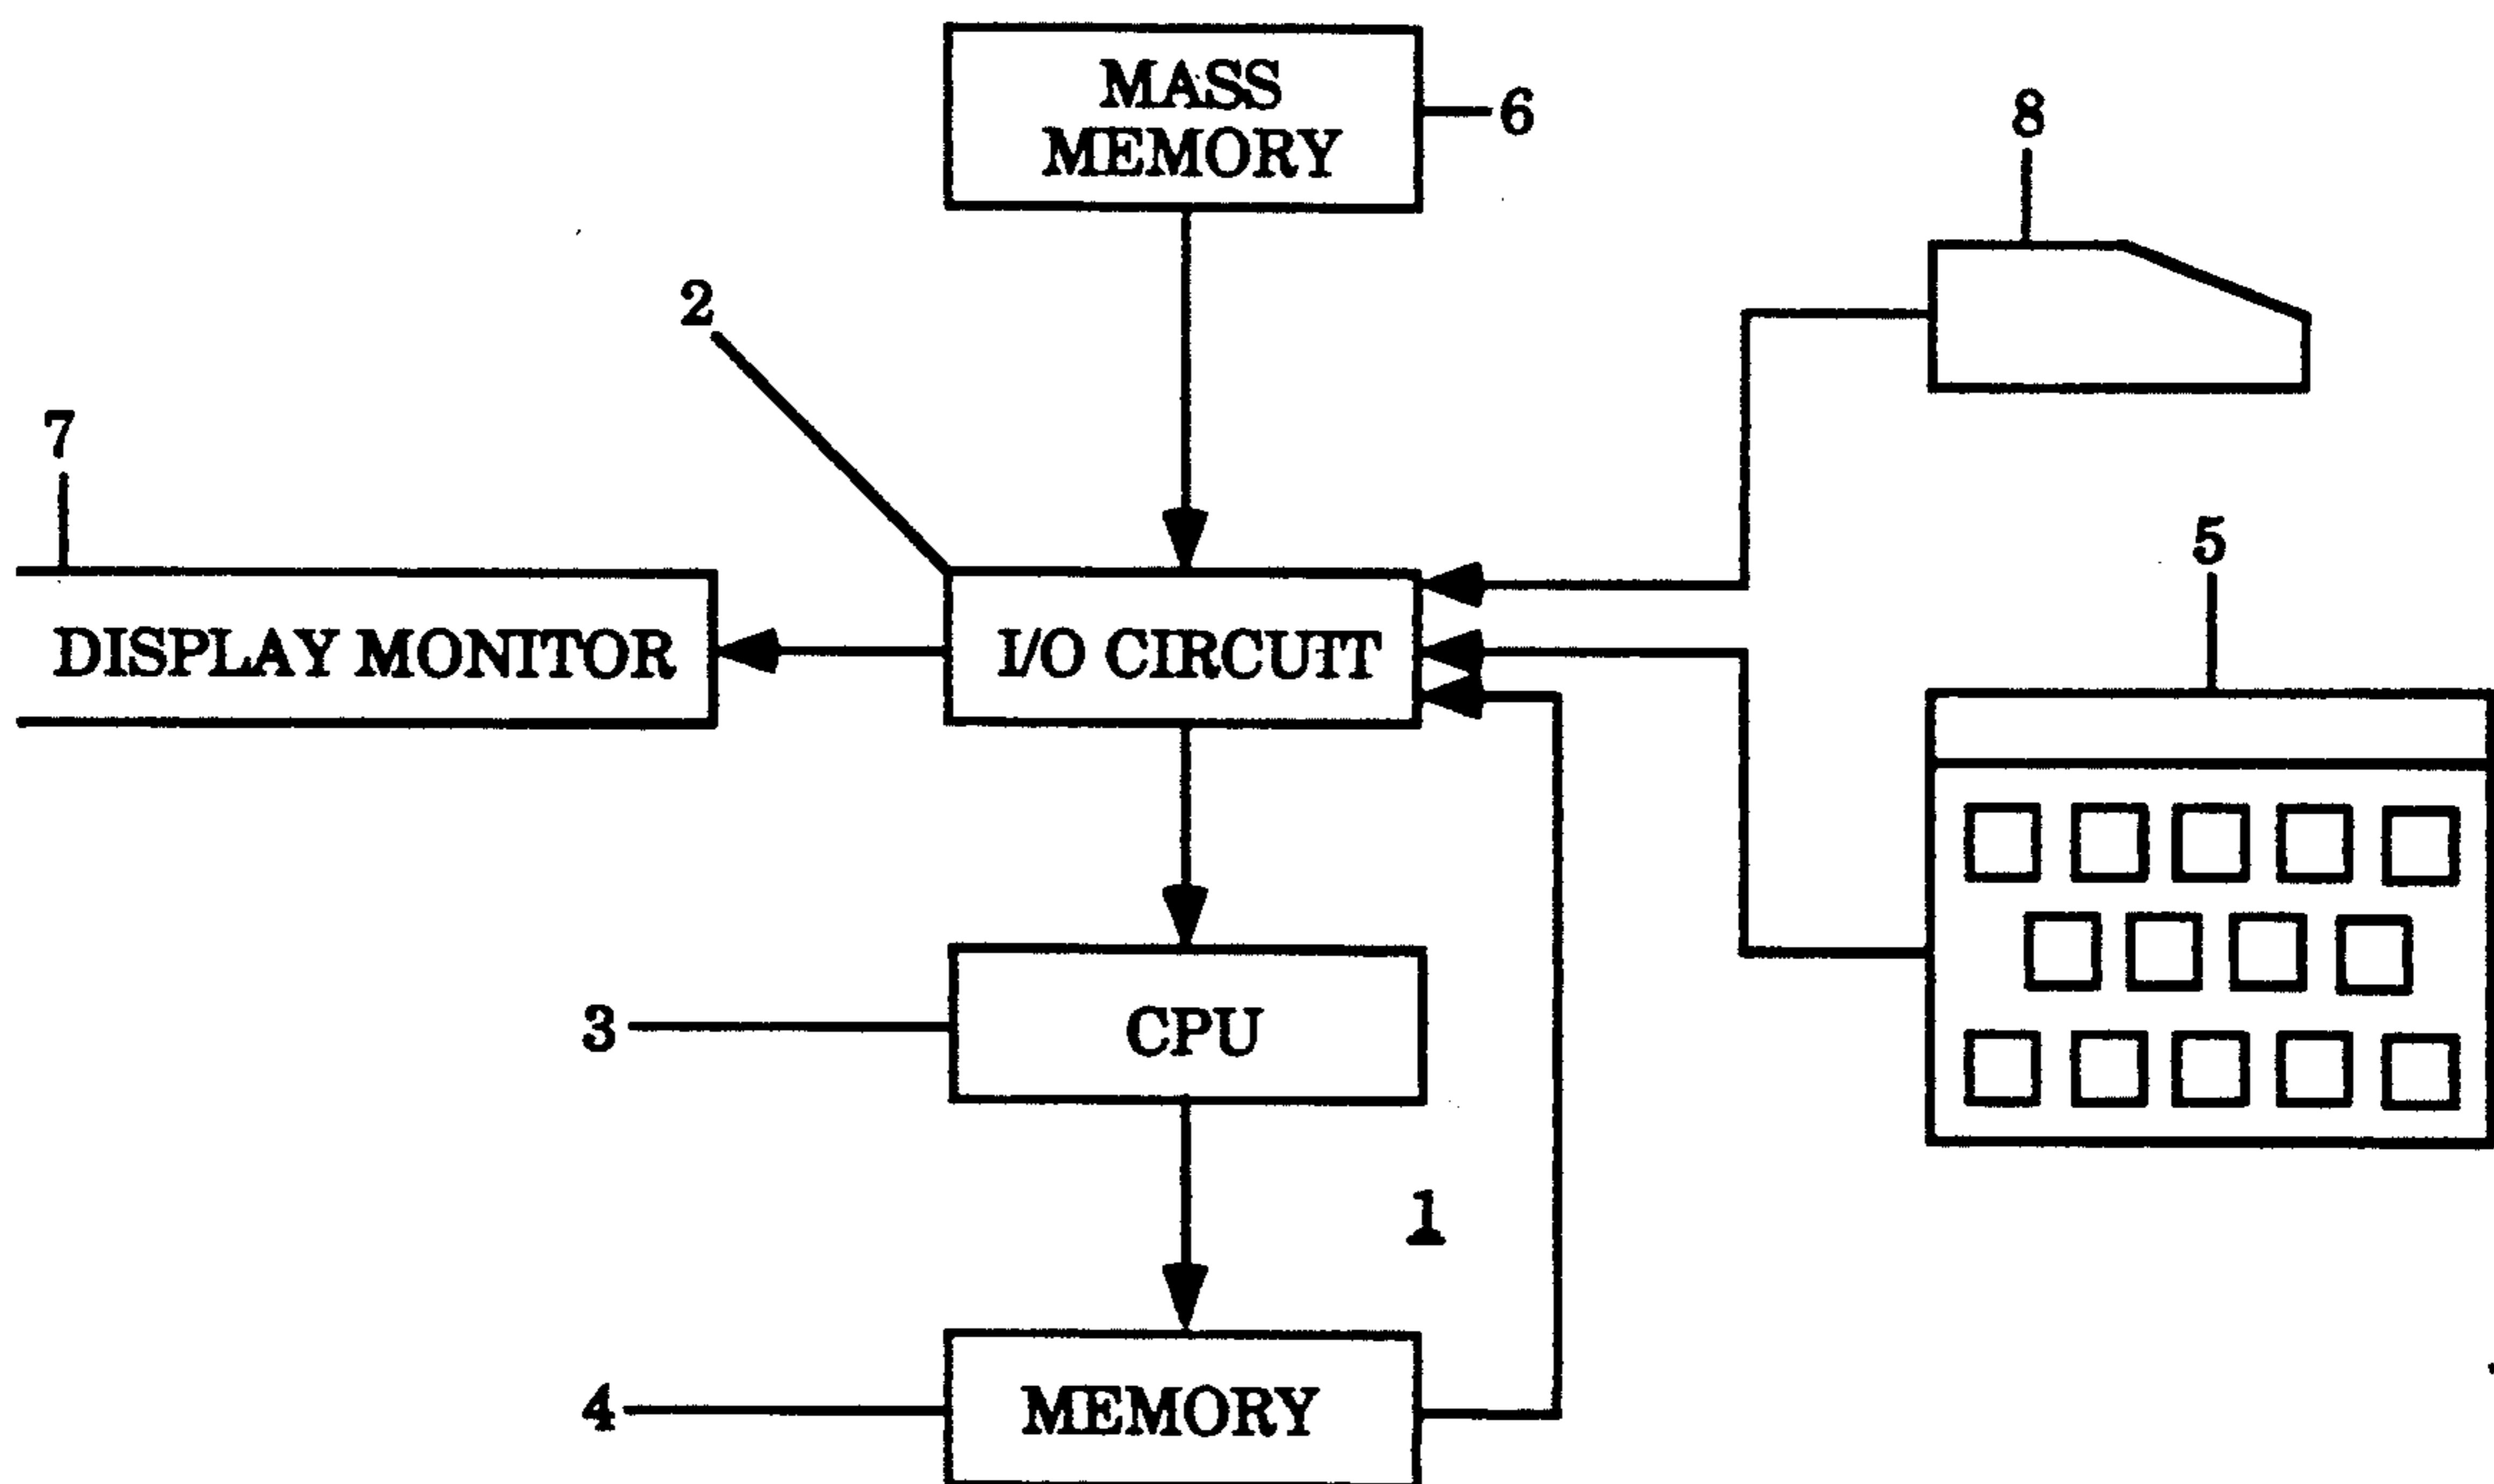 MASS
MEMORY
6
8
2
7
5
DISPLAY MONITOR
I/O CIRCUIT
3
CPU
1
4
MEMORY